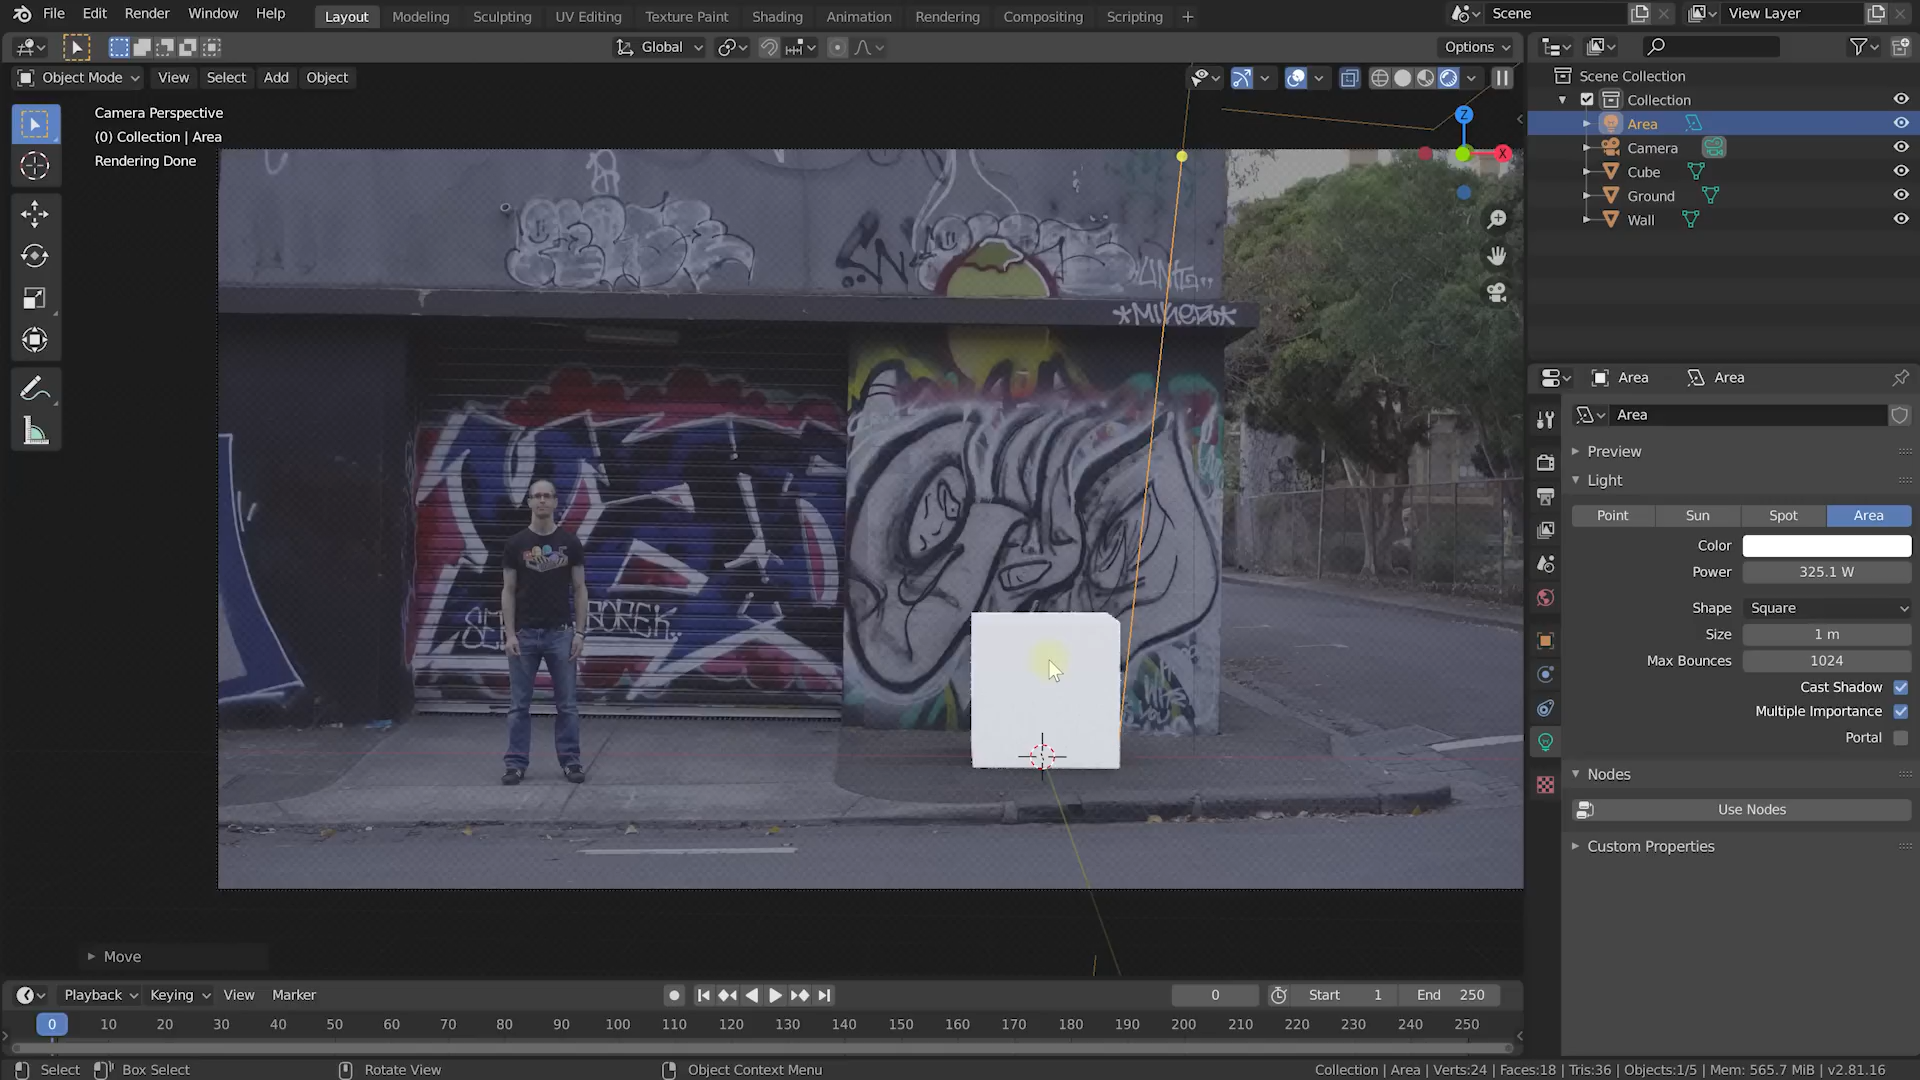 File Edit Render Window Help
Layout Modeling Sculpting UV Editing Texture Paint Shading Animation Rendering Compositing Scripting +
Scene
View Layer
Global
Options
Object Mode View Select Add Object
Camera Perspective
(0) Collection | Area
Rendering Done
Z
X
*MINER*
Scene Collection
Collection
Area
Camera
Cube
Ground
Wall
Area Area
Area
Preview
Light
Point Sun Spot Area
Color
Power 325.1 W
Shape Square
Size 1 m
Max Bounces 1024
Cast Shadow
Multiple Importance
Portal
Nodes
Use Nodes
Custom Properties
Move
Playback Keying View Marker
0
Start 1 End 250
0 10 20 30 40 50 60 70 80 90 100 110 120 130 140 150 160 170 180 190 200 210 220 230 240 250
Select Box Select Rotate View Object Context Menu
Collection | Area | Verts:24 | Faces:18 | Tris:36 | Objects:1/5 | Mem: 565.7 MiB | v2.81.16